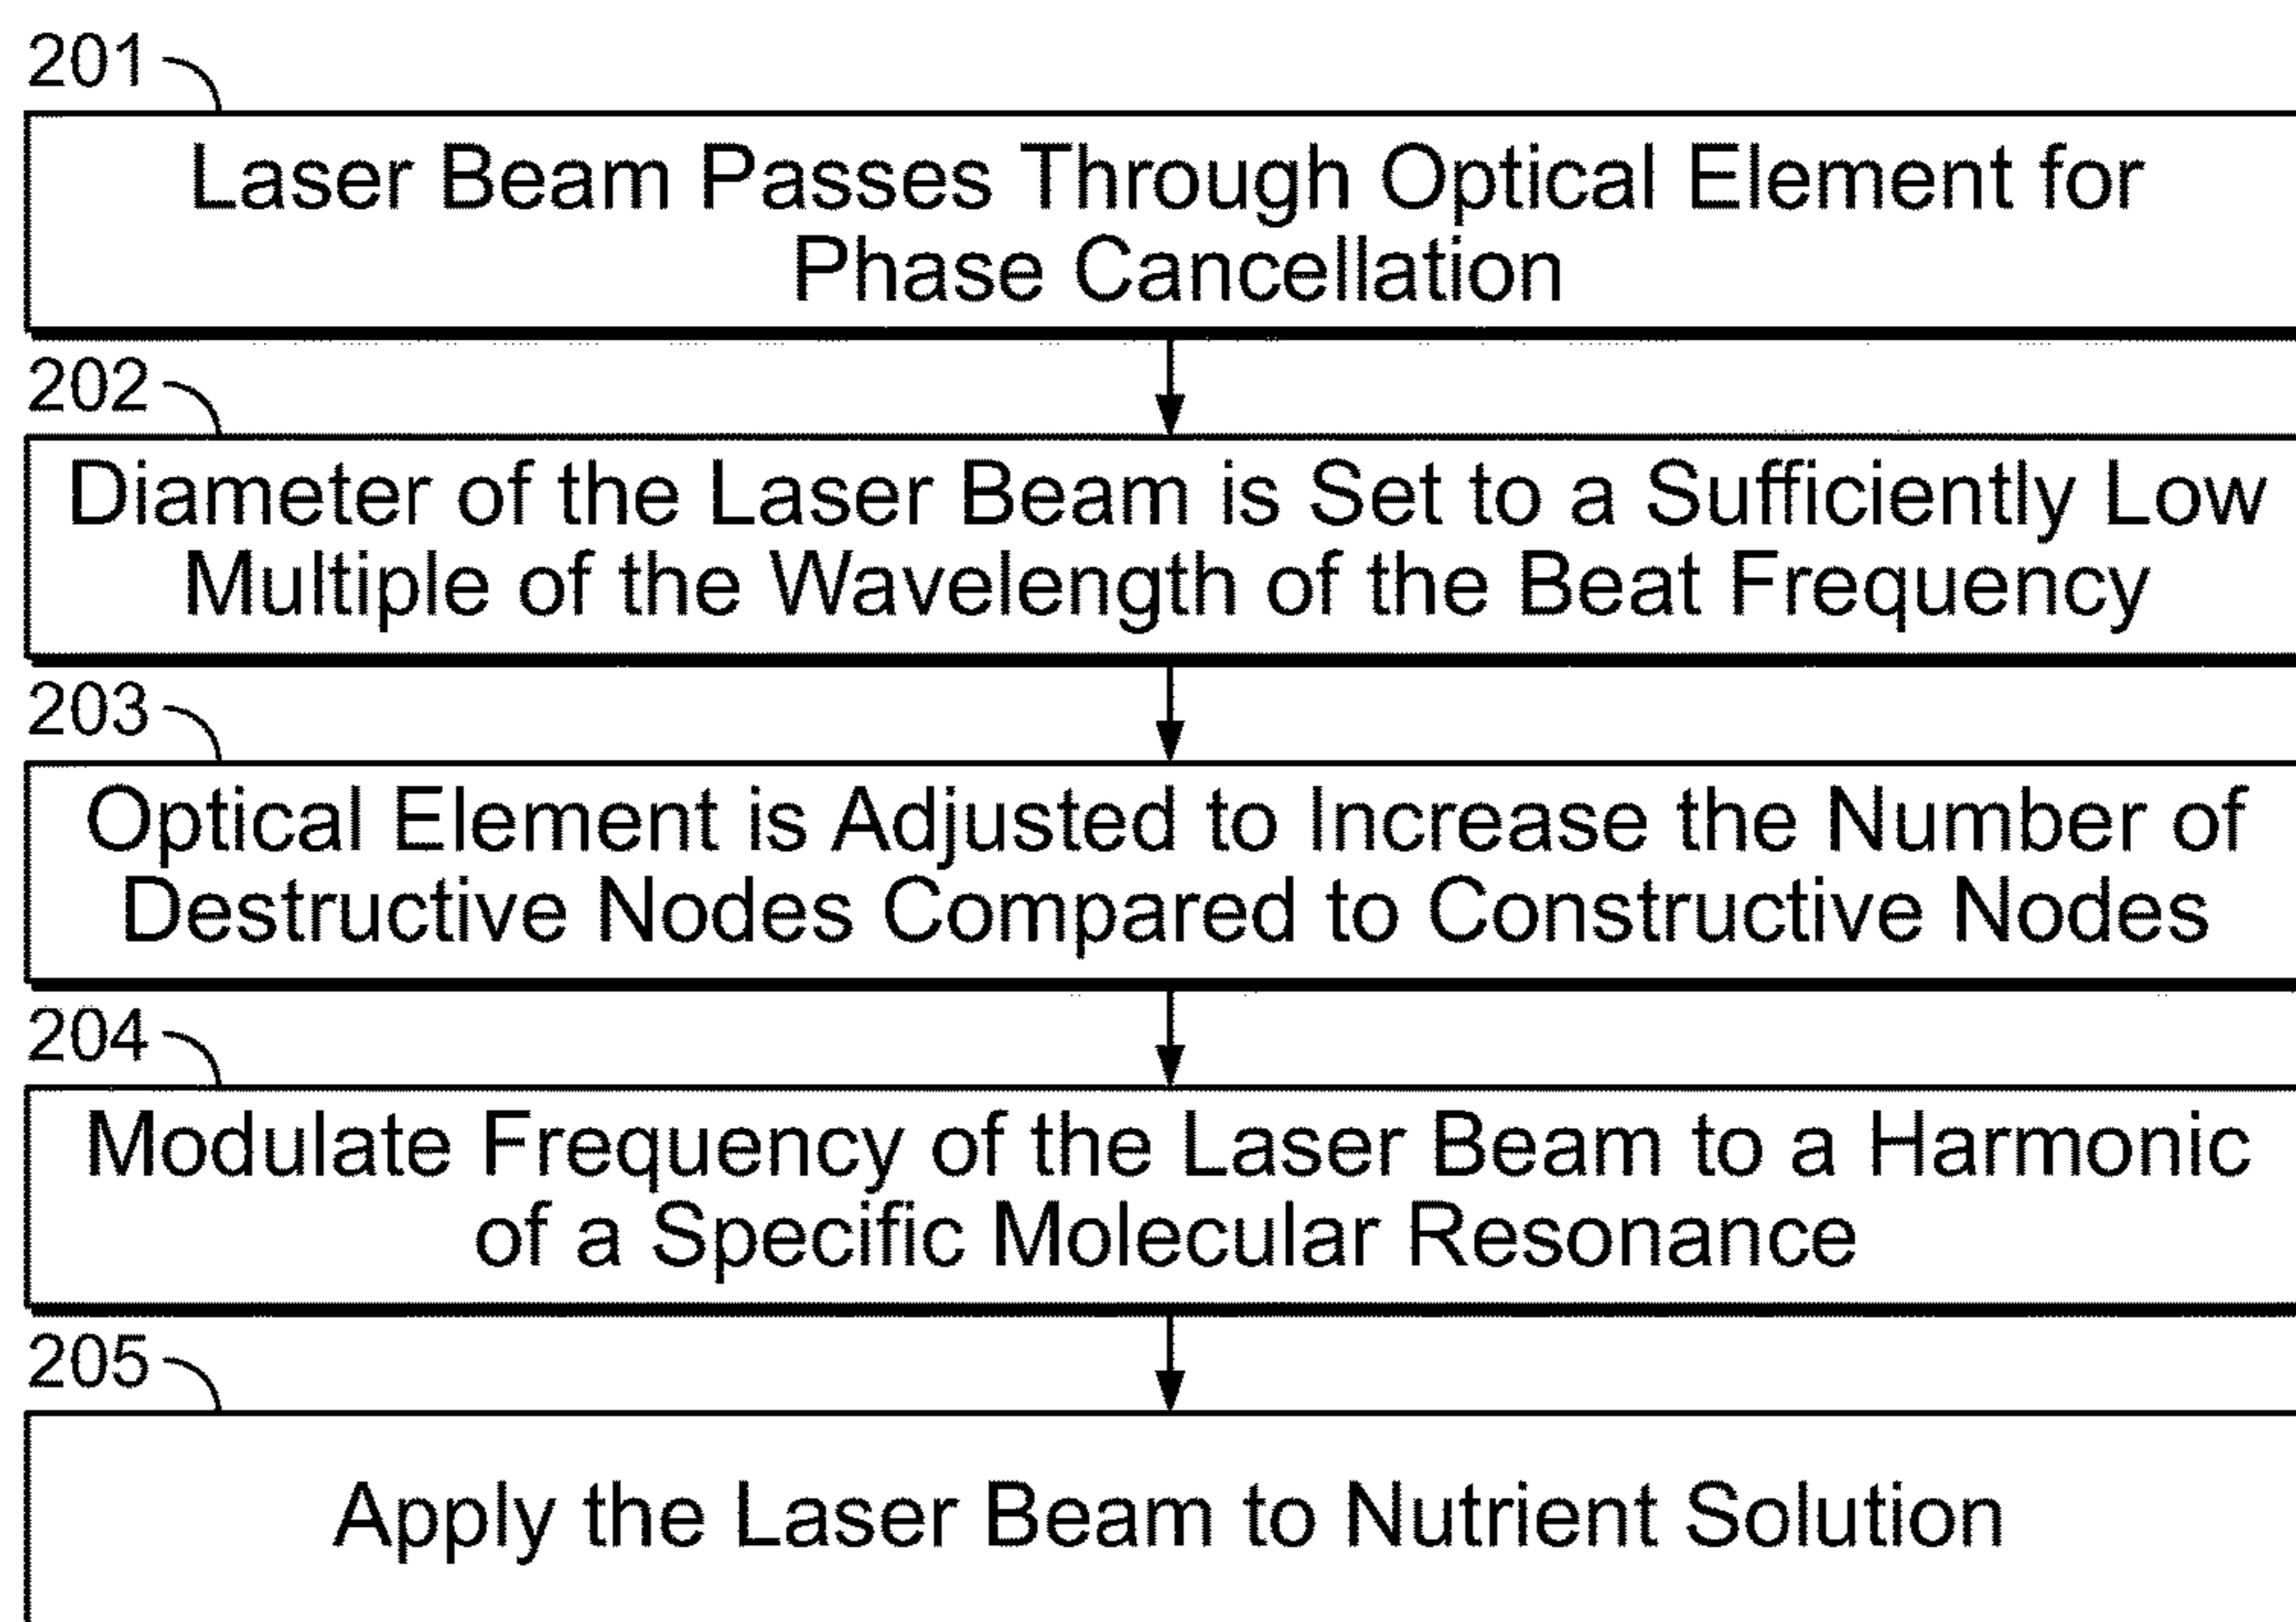 201
Laser Beam Passes Through Optical Element for
Phase Cancellation
202
Diameter of the Laser Beam is Set to a Sufficiently Low
Multiple of the Wavelength of the Beat Frequency
203
Optical Element is Adjusted to Increase the Number of
Destructive Nodes Compared to Constructive Nodes
204
Modulate Frequency of the Laser Beam to a Harmonic
of a Specific Molecular Resonance
205
Apply the Laser Beam to Nutrient Solution